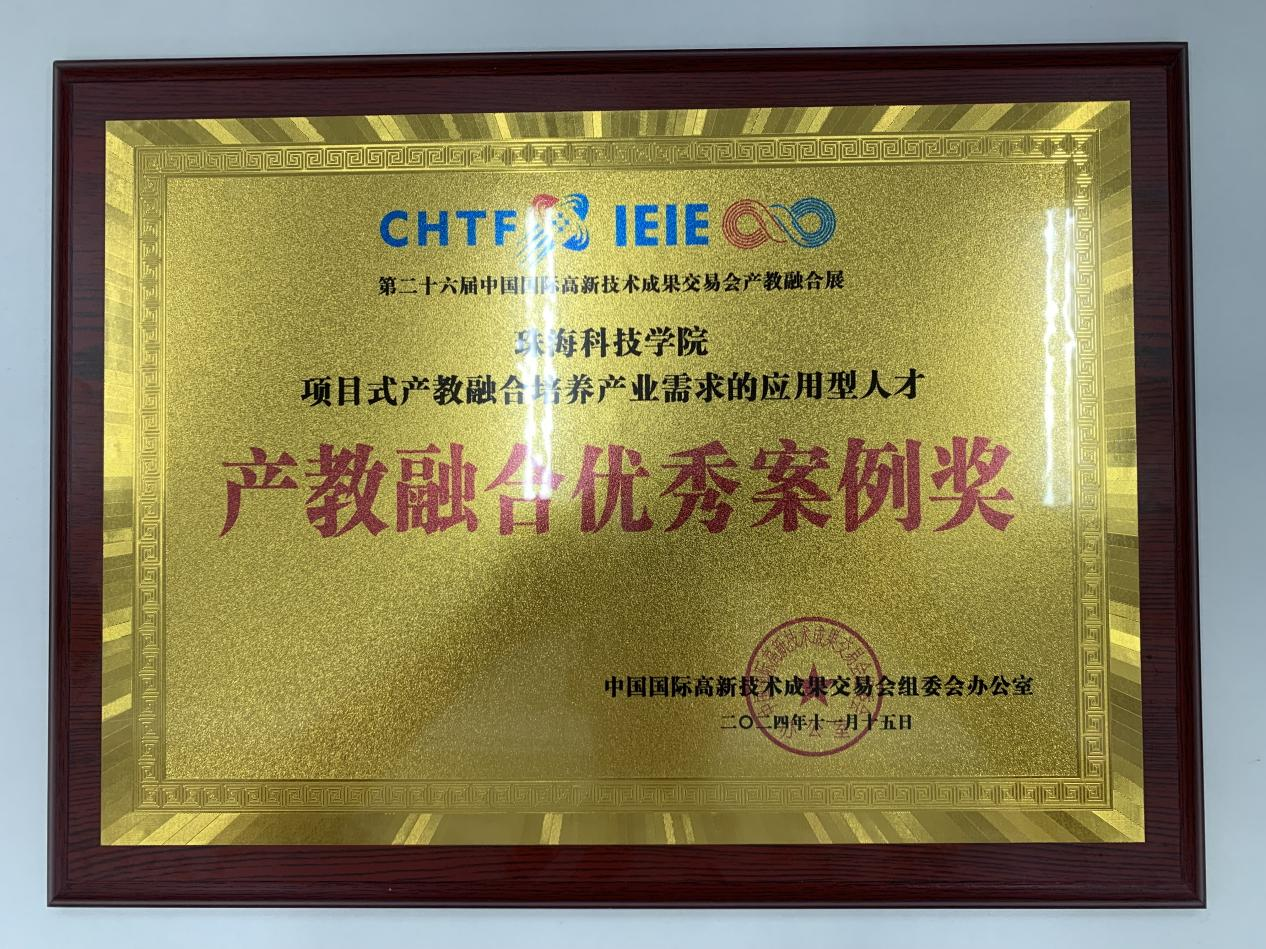 CHTF IEIE
第二十六届中国国际高新技术成果交易会产教融合展
珠海科技学院
项目式产教融合培养产业需求的应用型人才
产教融合优秀案例奖
中国国际高新技术成果交易会组委会办公室
二〇二四年十一月十五日
办公室